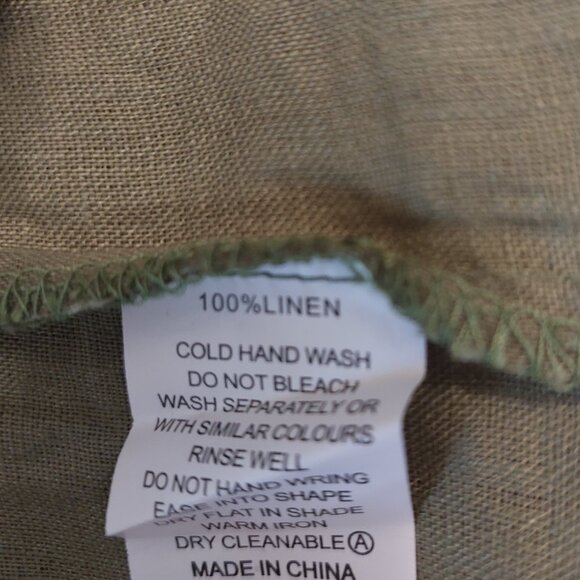 100%LINEN
COLD HAND WASH
DO NOT BLEACH
WASH SEPARATELY OR
WITH SIMILAR COLOURS
RINSE WELL
DO NOT HAND WRING
EASE INTO SHAPE
DRY FLAT IN SHADE
WARM IRON
DRY CLEANABLE Ⓐ
MADE IN CHINA